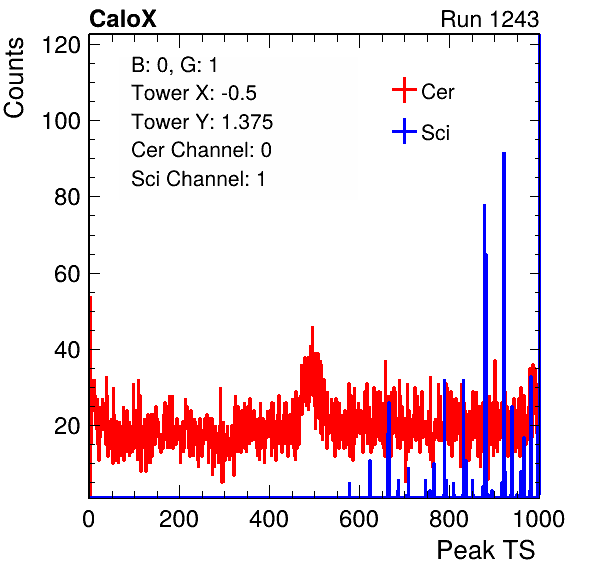 CaloX Run 1243
120
100
80
60
40
20
Counts
B: 0, G: 1
Tower X: -0.5
Tower Y: 1.375
Cer Channel: 0
Sci Channel: 1
Cer
Sci
0 200 400 600 800 1000
Peak TS